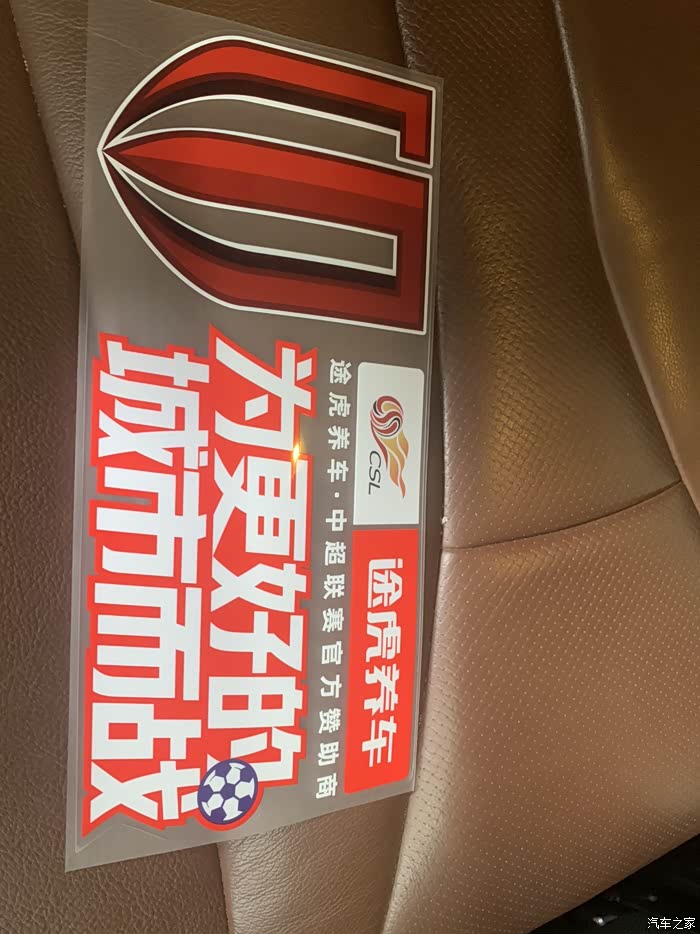 CSL
途虎养车
途虎养车·中超联赛官方赞助商
为更好的
城市而战
汽车之家